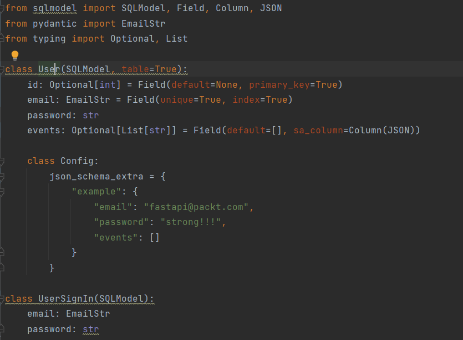 from sqlmodel import SQLModel, Field, Column, JSON
from pydantic import EmailStr
from typing import Optional, List
class User(SQLModel, table=True):
    id: Optional[int] = Field(default=None, primary_key=True)
    email: EmailStr = Field(unique=True, index=True)
    password: str
    events: Optional[List[str]] = Field(default=[], sa_column=Column(JSON))
    class Config:
        json_schema_extra = {
            "example": {
                "email": "fastapi@packt.com",
                "password": "strong!!!",
                "events": []
            }
        }
class UserSignIn(SQLModel):
    email: EmailStr
    password: str